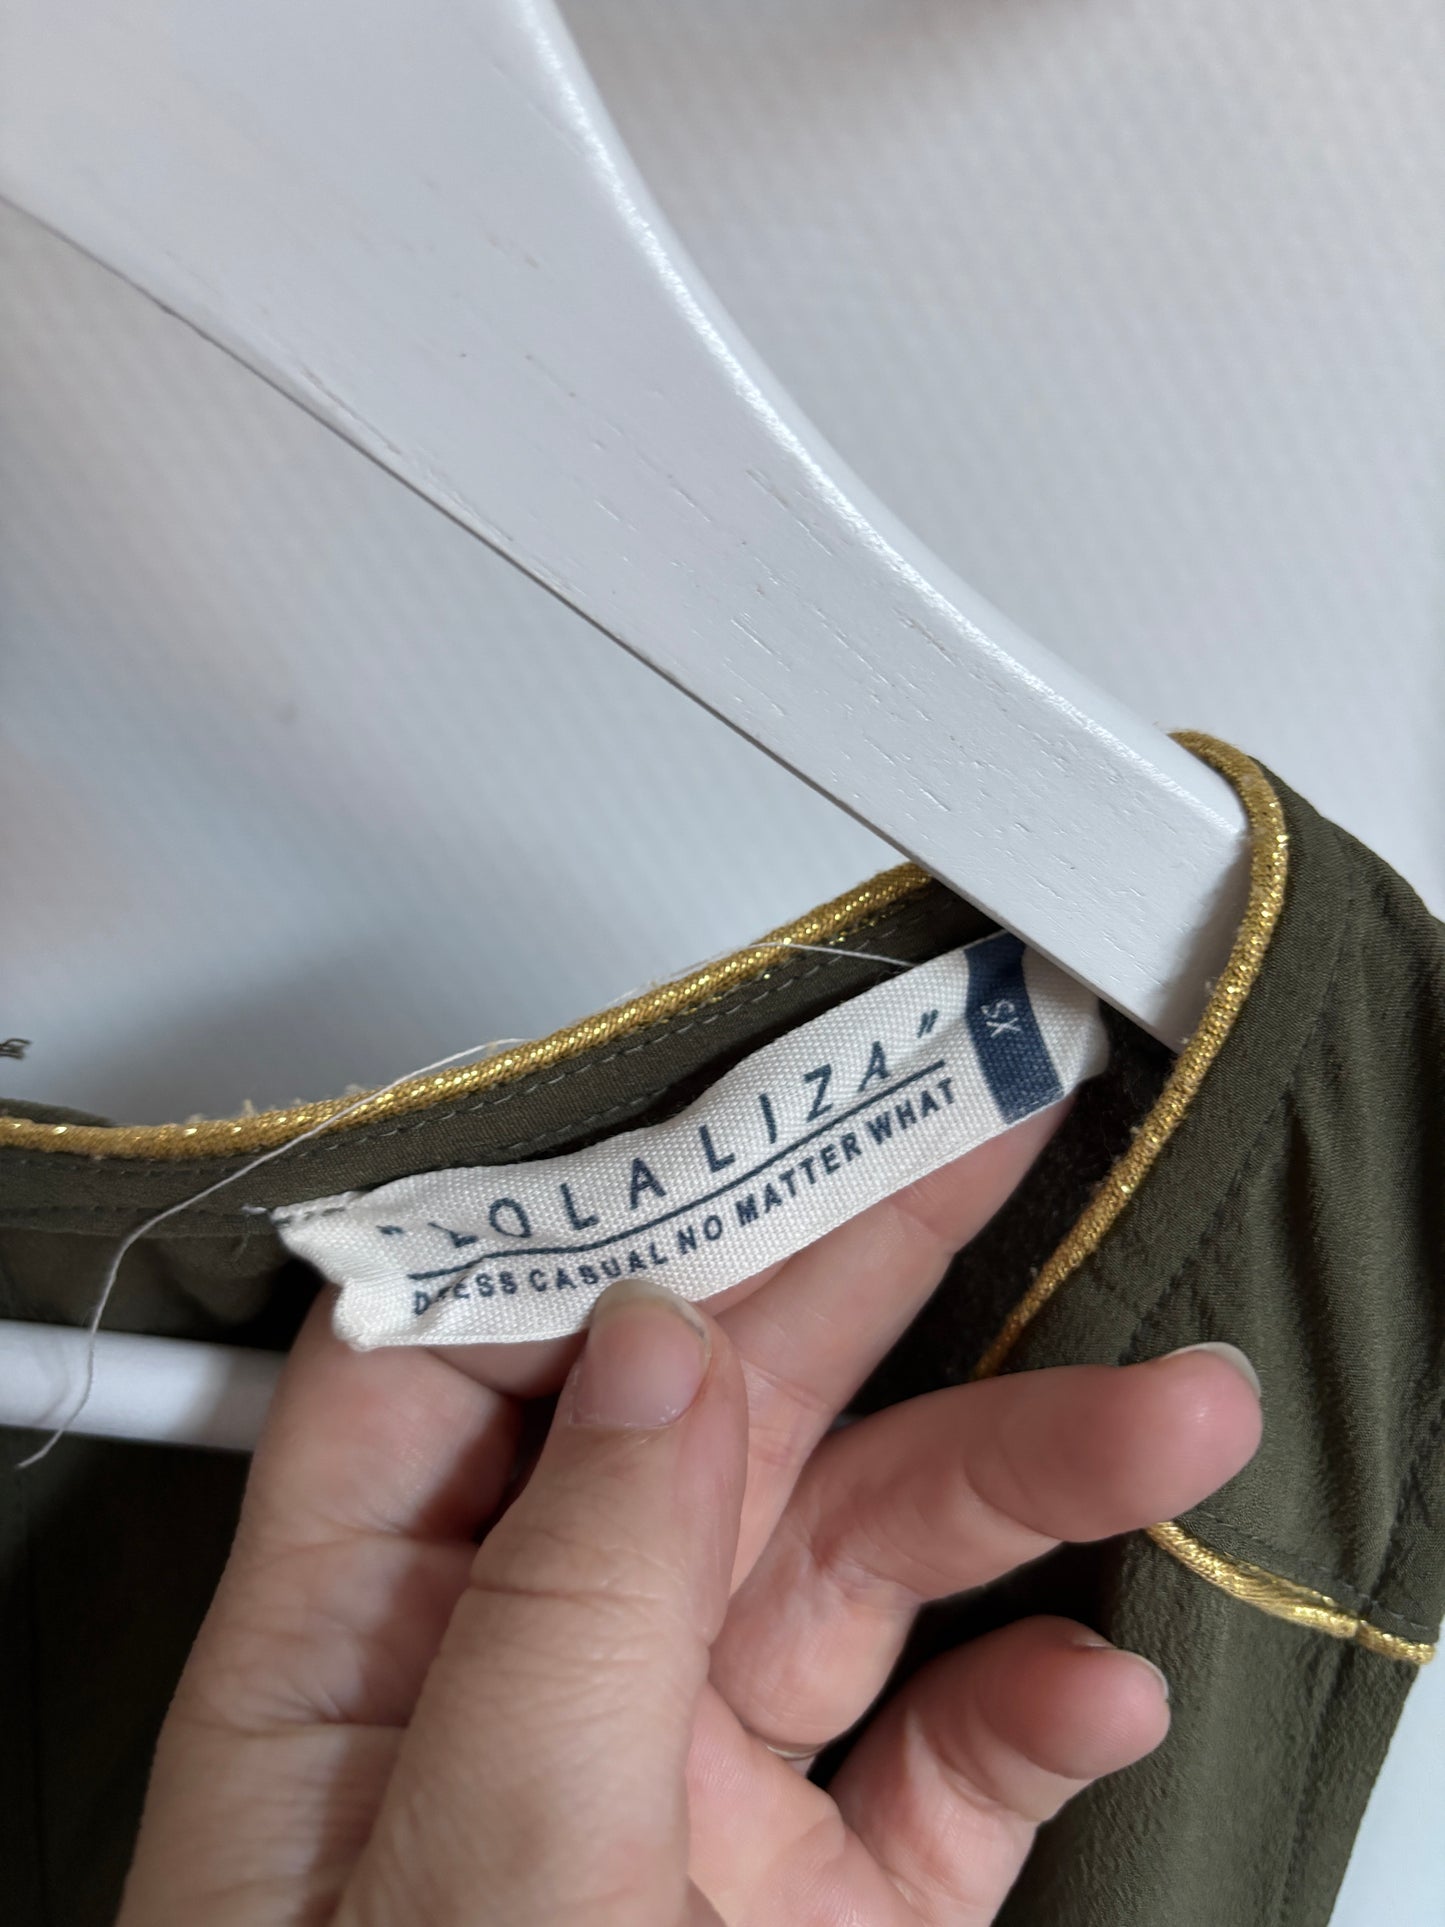 "LOLA LIZA"
DRESS CASUAL NO MATTER WHAT
XS